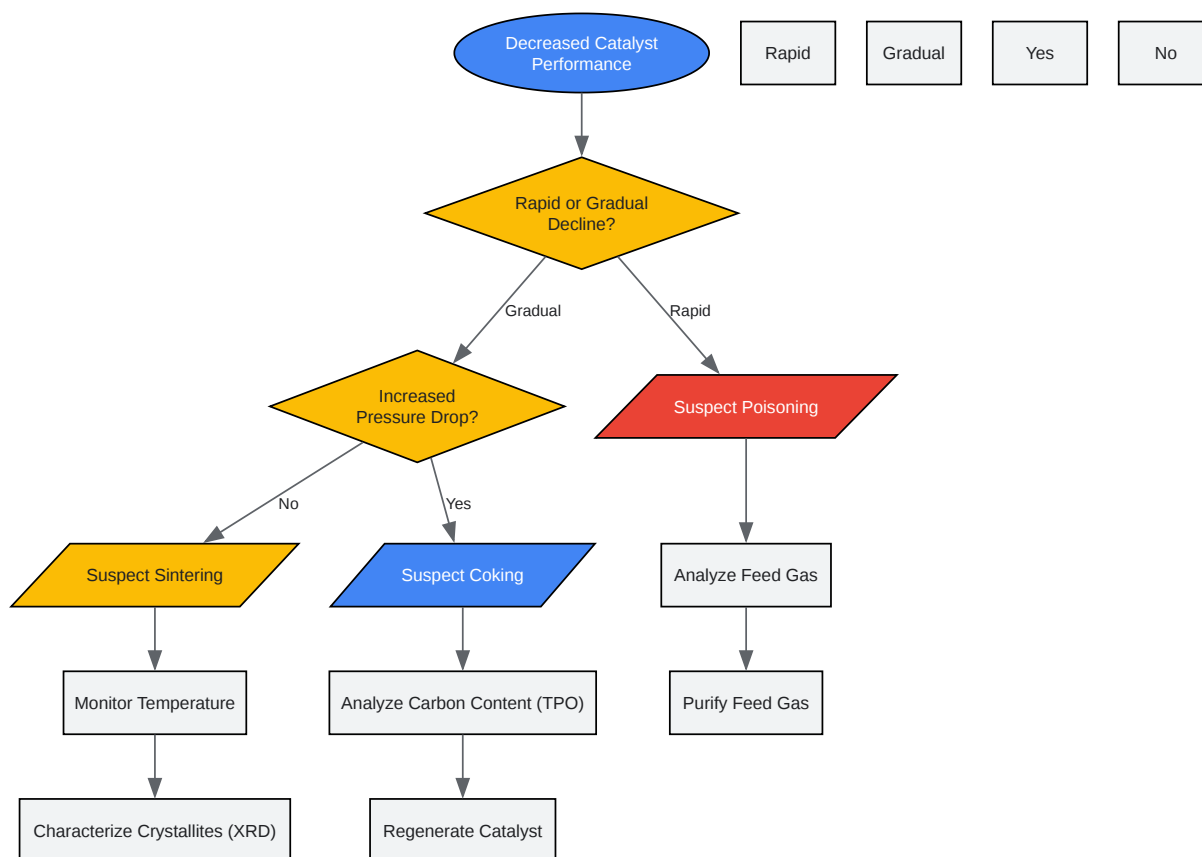 Decreased Catalyst
Performance
Rapid
Gradual
Yes
No
Rapid or Gradual
Decline?
Gradual
Rapid
Increased
Pressure Drop?
Suspect Poisoning
No
Yes
Suspect Sintering
Suspect Coking
Analyze Feed Gas
Monitor Temperature
Analyze Carbon Content (TPO)
Purify Feed Gas
Characterize Crystallites (XRD)
Regenerate Catalyst